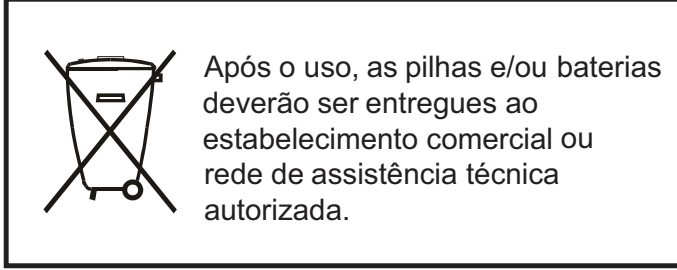 Após o uso, as pilhas e/ou baterias
deverão ser entregues ao
estabelecimento comercial ou
rede de assistência técnica
autorizada.